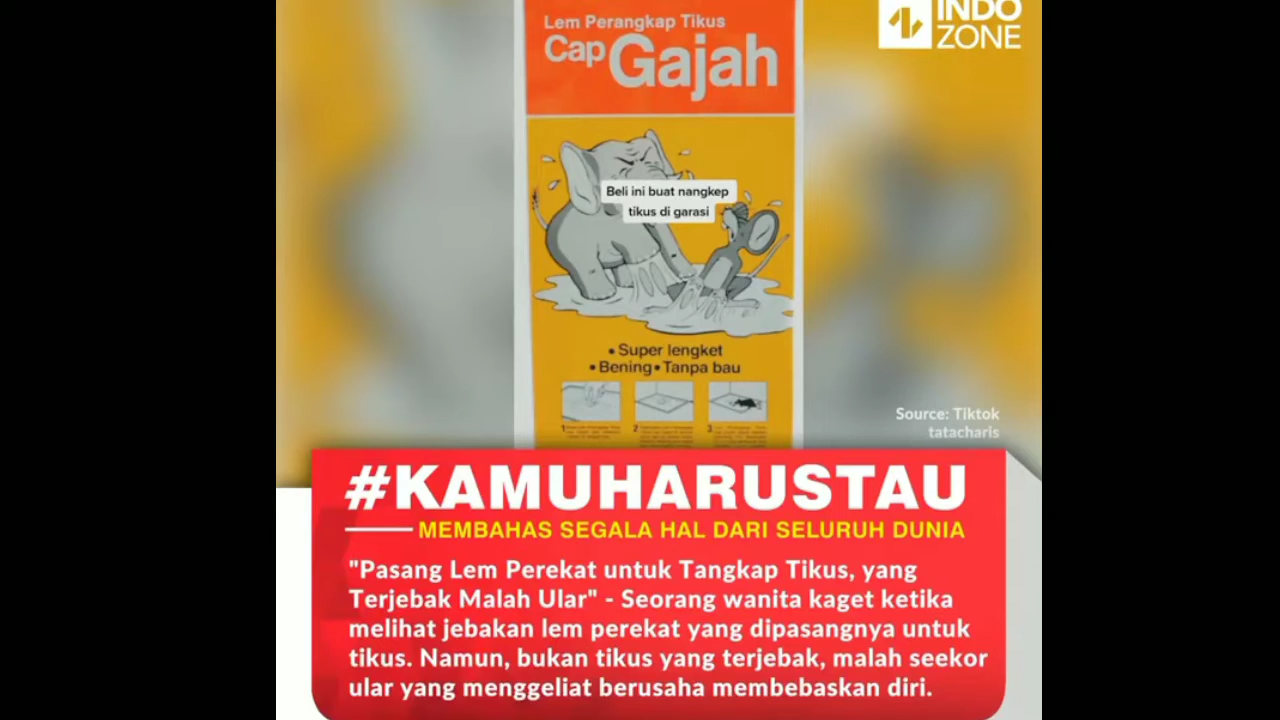 INDO
ZONE
Lem Perangkap Tikus
Cap Gajah
Beli ini buat nangkep
tikus di garasi
• Super lengket
• Bening • Tanpa bau
1
2
3
Source: Tiktok
tatacharis
#KAMUHARUSTAU
MEMBAHAS SEGALA HAL DARI SELURUH DUNIA
"Pasang Lem Perekat untuk Tangkap Tikus, yang
Terjebak Malah Ular" - Seorang wanita kaget ketika
melihat jebakan lem perekat yang dipasangnya untuk
tikus. Namun, bukan tikus yang terjebak, malah seekor
ular yang menggeliat berusaha membebaskan diri.